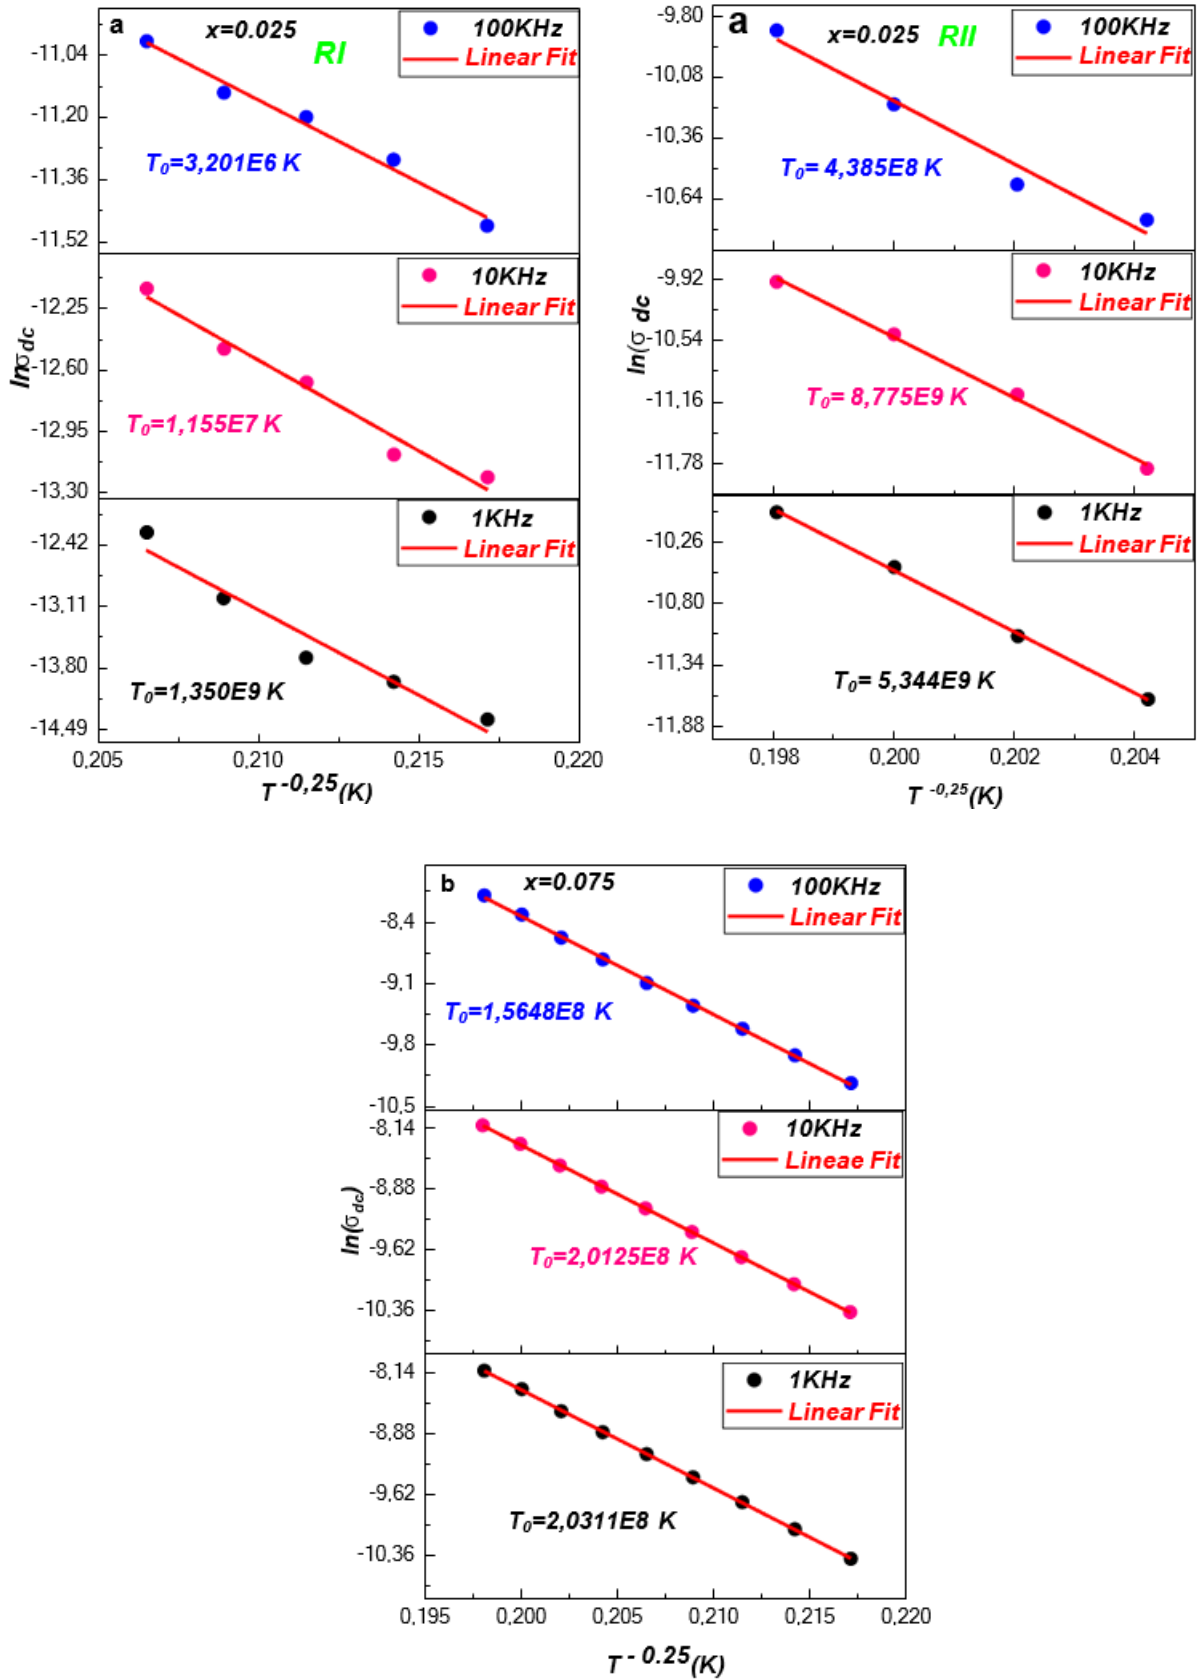 a
x=0.025
RI
100KHz
Linear Fit
-11,04
-11,20
-11,36
-11,52
T0=3,201E6 K
10KHz
Linear Fit
-12,25
-12,60
-12,95
-13,30
T0=1,155E7 K
lnσdc
1KHz
Linear Fit
-12,42
-13,11
-13,80
-14,49
T0=1,350E9 K
0,205 0,210 0,215 0,220
T -0,25(K)
a
x=0.025
RII
100KHz
Linear Fit
-9,80
-10,08
-10,36
-10,64
T0= 4,385E8 K
10KHz
Linear Fit
-9,92
-10,54
-11,16
-11,78
T0= 8,775E9 K
ln(σ dc
1KHz
Linear Fit
-10,26
-10,80
-11,34
-11,88
T0= 5,344E9 K
0,198 0,200 0,202 0,204
T -0,25(K)
b
x=0.075
100KHz
Linear Fit
-8,4
-9,1
-9,8
-10,5
T0=1,5648E8 K
10KHz
Lineae Fit
-8,14
-8,88
-9,62
-10,36
T0=2,0125E8 K
ln(σdc)
1KHz
Linear Fit
-8,14
-8,88
-9,62
-10,36
T0=2,0311E8 K
0,195 0,200 0,205 0,210 0,215 0,220
T - 0.25(K)